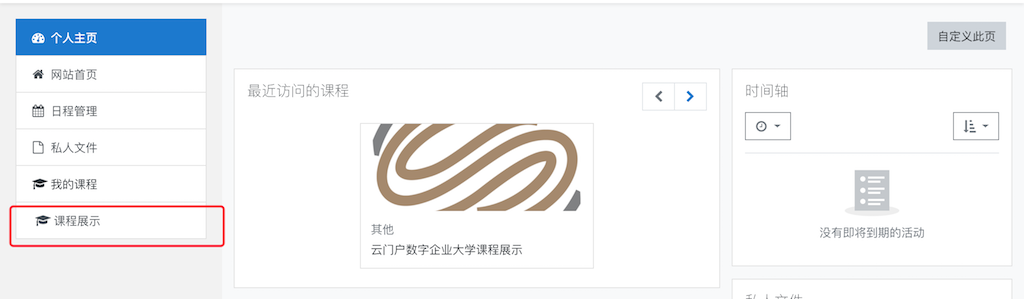 个人主页
网站首页
日程管理
私人文件
我的课程
课程展示
自定义此页
最近访问的课程
其他
云门户数字企业大学课程展示
时间轴
没有即将到期的活动
私人文件